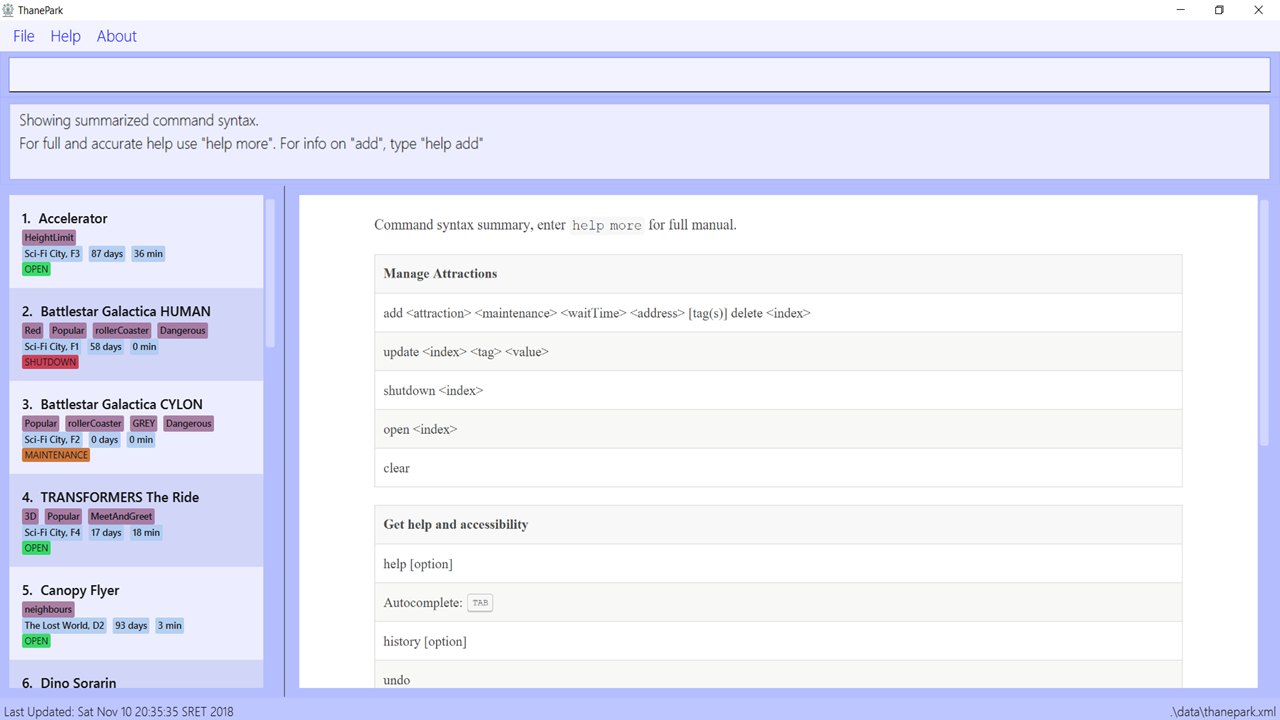 ThanePark
File Help About
Showing summarized command syntax.
For full and accurate help use "help more". For info on "add", type "help add"
1. Accelerator
HeightLimit
Sci-Fi City, F3 87 days 36 min
OPEN
2. Battlestar Galactica HUMAN
Red Popular rollerCoaster Dangerous
Sci-Fi City, F1 58 days 0 min
SHUTDOWN
3. Battlestar Galactica CYLON
Popular rollerCoaster GREY Dangerous
Sci-Fi City, F2 0 days 0 min
MAINTENANCE
4. TRANSFORMERS The Ride
3D Popular MeetAndGreet
Sci-Fi City, F4 17 days 18 min
OPEN
5. Canopy Flyer
neighbours
The Lost World, D2 93 days 3 min
OPEN
6. Dino Sorarin
Command syntax summary, enter help more for full manual.
Manage Attractions
add <attraction> <maintenance> <waitTime> <address> [tag(s)] delete <index>
update <index> <tag> <value>
shutdown <index>
open <index>
clear
Get help and accessibility
help [option]
Autocomplete: TAB
history [option]
undo
Last Updated: Sat Nov 10 20:35:35 SRET 2018
.\data\thanepark.xml